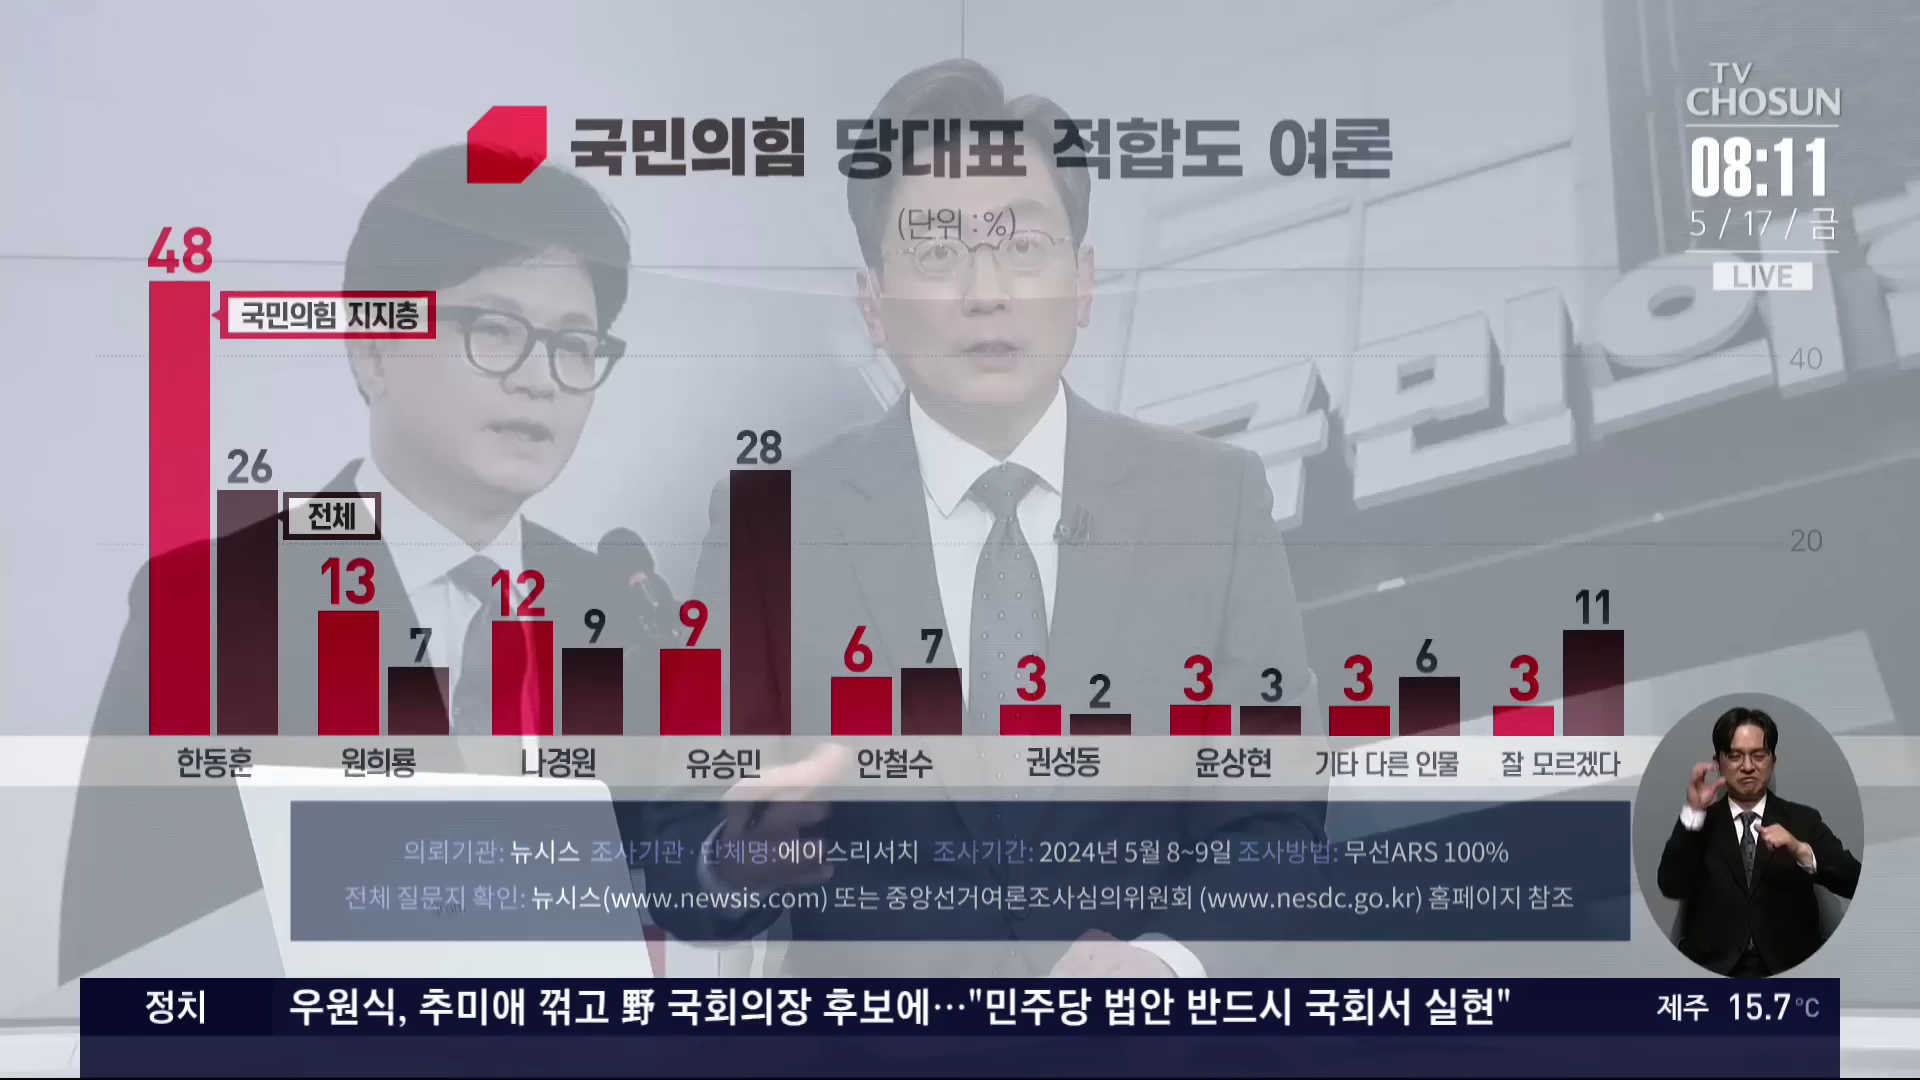 TV
CHOSUN
08:11
5 / 17 / 금
LIVE
국민의힘 당대표 적합도 여론
(단위 : %)
48
국민의힘 지지층
40
26
28
전체
20
13
7
12
9
9
6
7
3
2
3
3
3
6
3
11
한동훈
원희룡
나경원
유승민
안철수
권성동
윤상현
기타 다른 인물
잘 모르겠다
의뢰기관: 뉴시스 조사기관·단체명:에이스리서치 조사기간: 2024년 5월 8~9일 조사방법: 무선ARS 100%
전체 질문지 확인: 뉴시스(www.newsis.com) 또는 중앙선거여론조사심의위원회 (www.nesdc.go.kr) 홈페이지 참조
정치 우원식, 추미애 꺾고 野 국회의장 후보에…"민주당 법안 반드시 국회서 실현" 제주 15.7℃
국민의